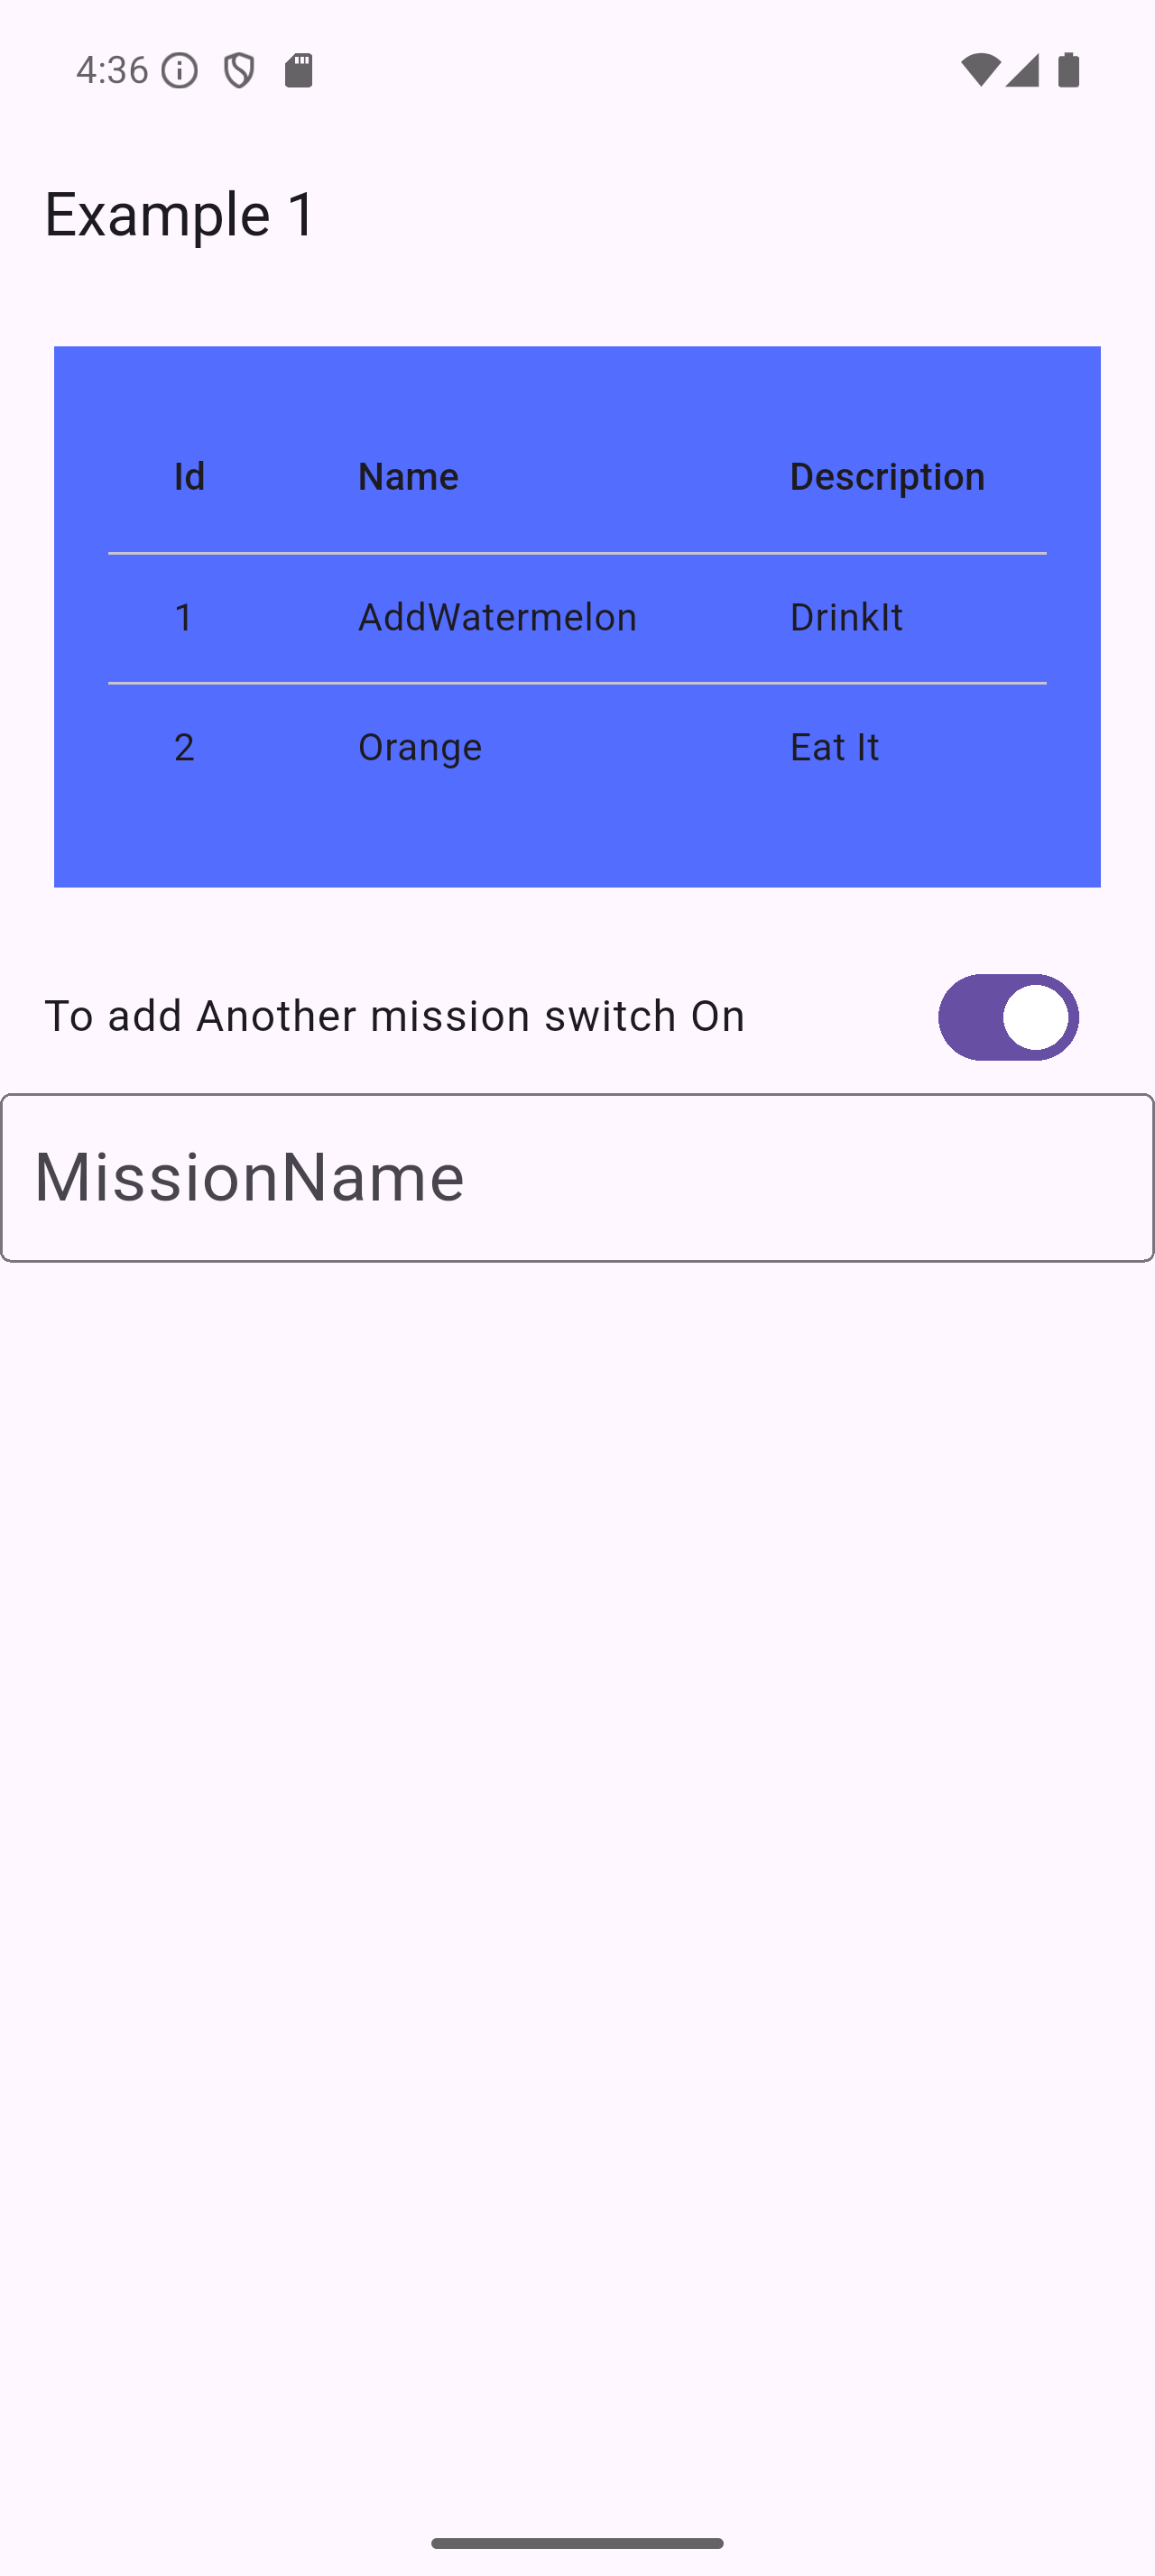 4:36
Example 1
Id Name Description
1 AddWatermelon DrinkIt
2 Orange Eat It
To add Another mission switch On
MissionName